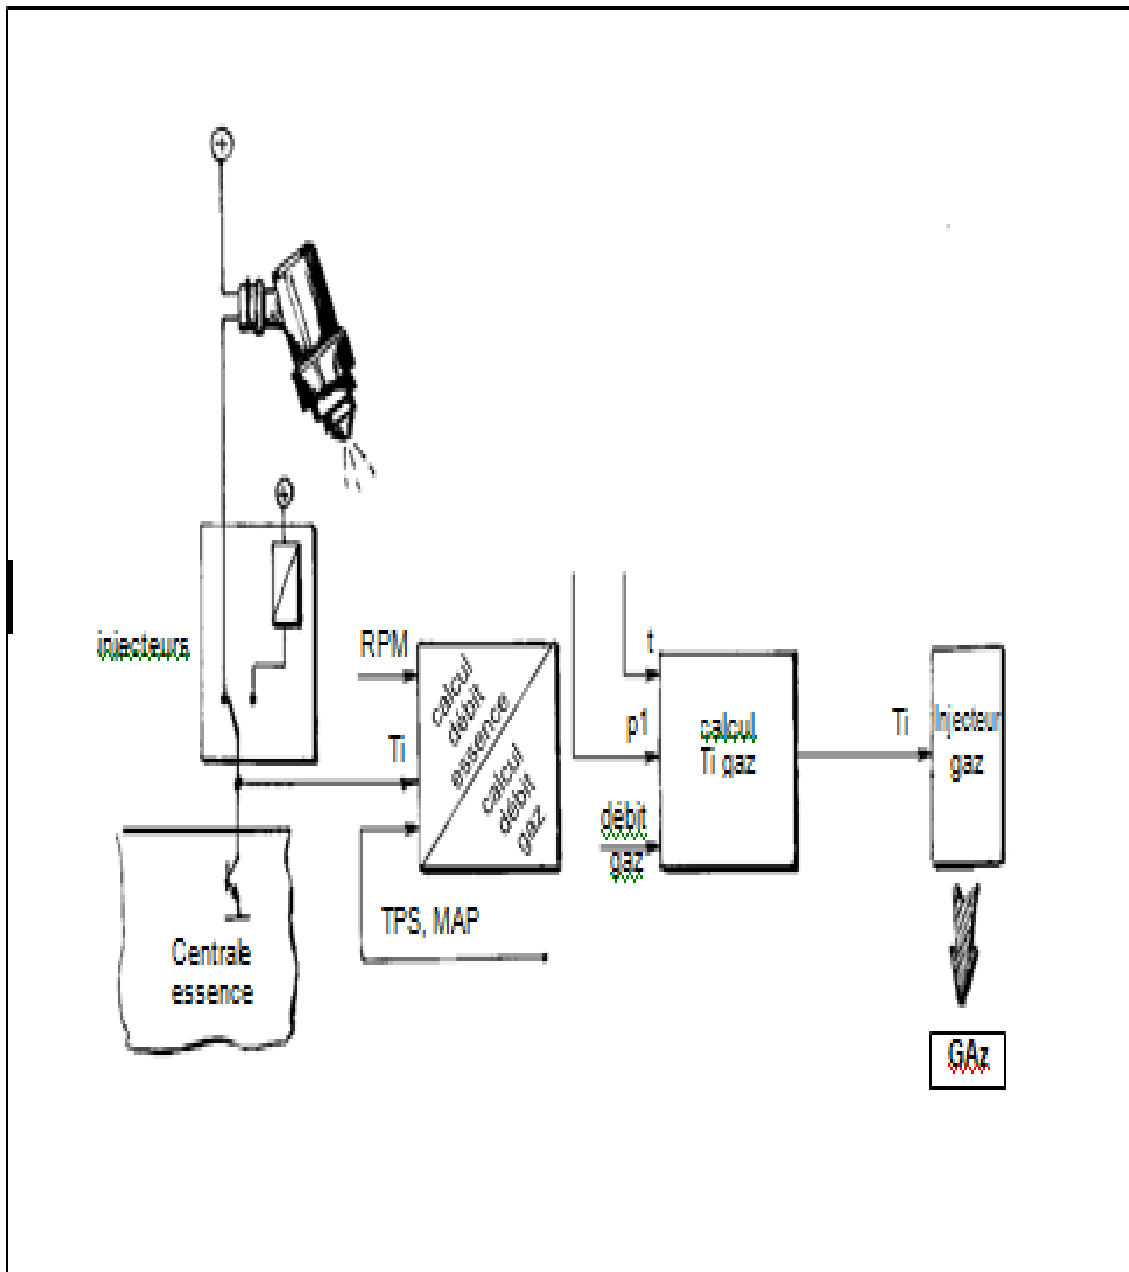 injecteurs
RPM
Ti
TPS, MAP
Centrale
essence
calcul
débit
essence
calcul
débit
gaz
t
p1
débit
gaz
calcul
Ti gaz
Ti
Injecteur
gaz
GAz